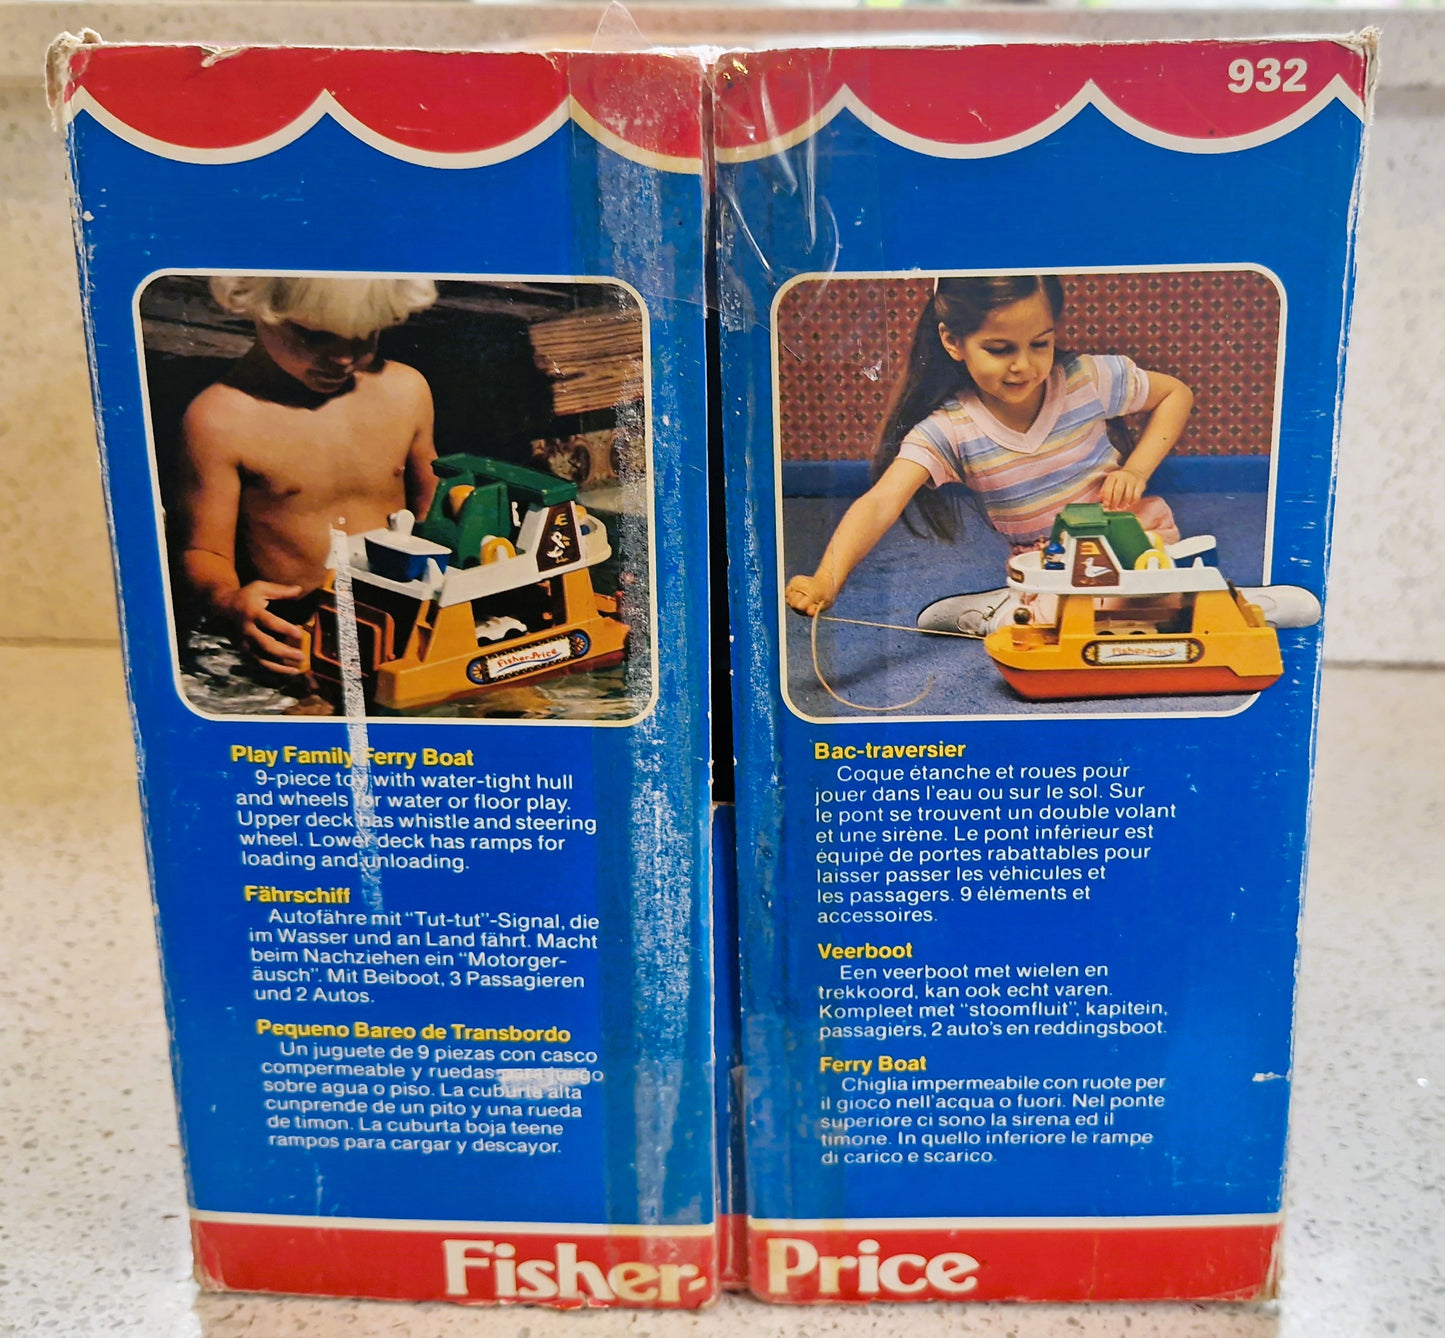 932
Fisher-Price
Fisher-Price
Play Family Ferry Boat
9-piece toy with water-tight hull
and wheels for water or floor play.
Upper deck has whistle and steering
wheel. Lower deck has ramps for
loading and unloading.
Fährschiff
Autofähre mit "Tut-tut"-Signal, die
im Wasser und an Land fährt. Macht
beim Nachziehen ein "Motorger-
äusch". Mit Beiboot, 3 Passagieren
und 2 Autos.
Pequeno Bareo de Transbordo
Un juguete de 9 piezas con casco
compermeable y ruedas para juego
sobre agua o piso. La cuburta alta
cunprende de un pito y una rueda
de timon. La cuburta boja teene
rampos para cargar y descayor.
Bac-traversier
Coque étanche et roues pour
jouer dans l'eau ou sur le sol. Sur
le pont se trouvent un double volant
et une sirène. Le pont inférieur est
équipé de portes rabattables pour
laisser passer les véhicules et
les passagers. 9 éléments et
accessoires.
Veerboot
Een veerboot met wielen en
trekkoord, kan ook echt varen.
Kompleet met "stoomfluit", kapitein,
passagiers, 2 auto's en reddingsboot.
Ferry Boat
Chiglia impermeabile con ruote per
il gioco nell'acqua o fuori. Nel ponte
superiore ci sono la sirena ed il
timone. In quello inferiore le rampe
di carico e scarico.
Fisher-Price